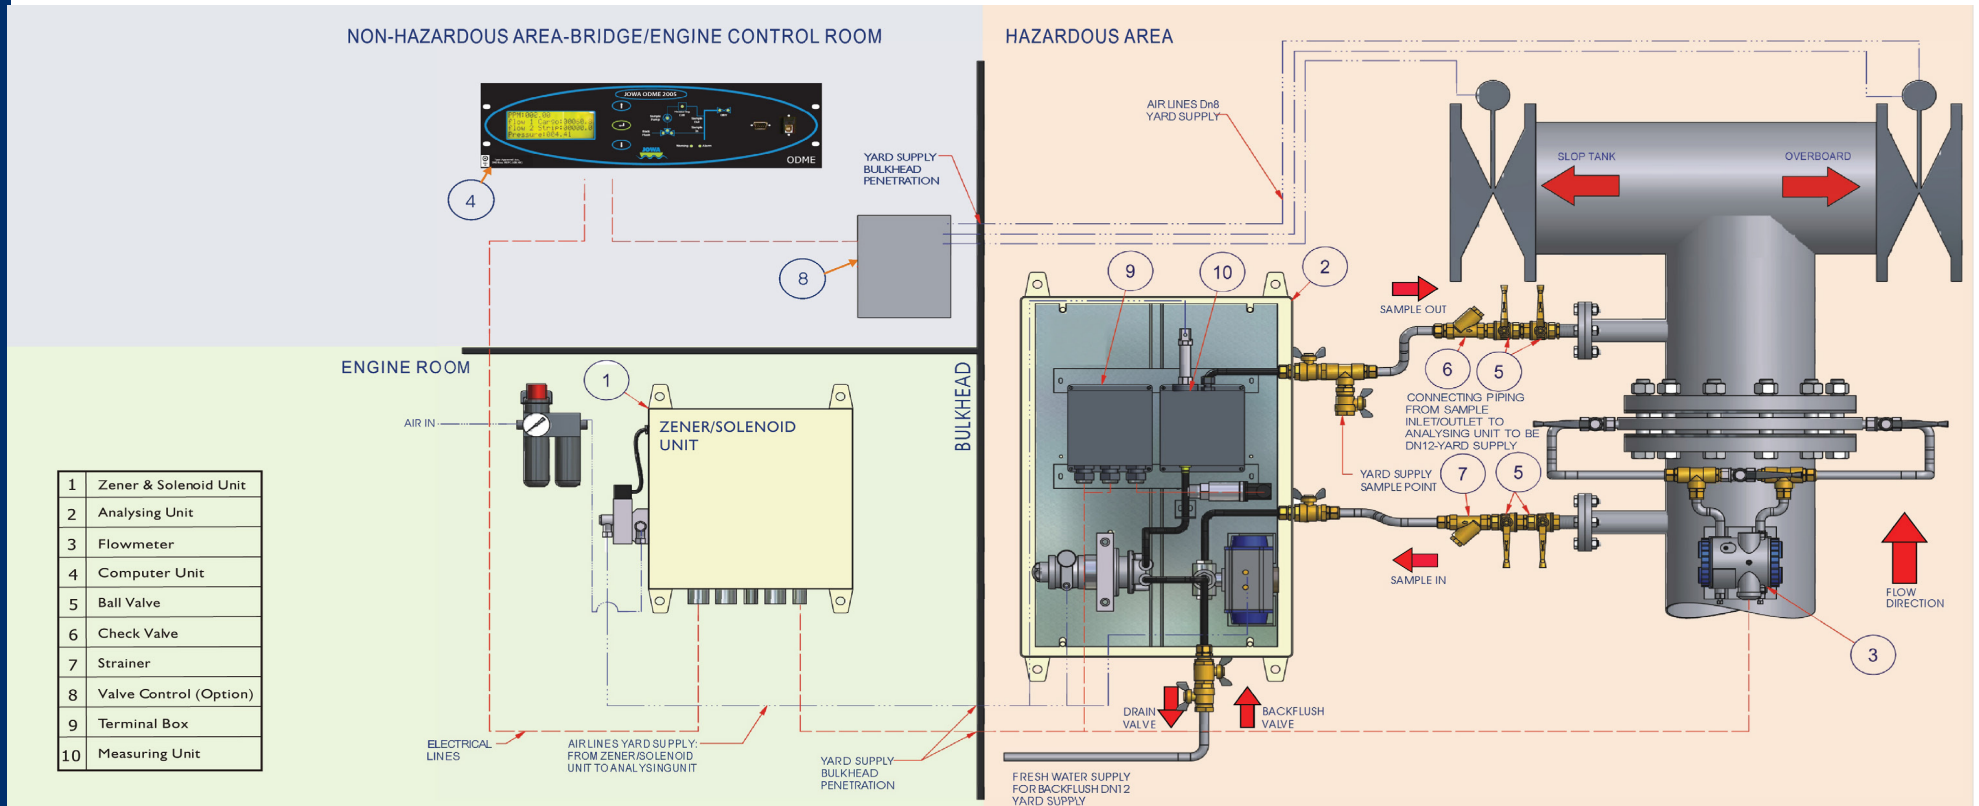 NON-HAZARDOUS AREA-BRIDGE/ENGINE CONTROL ROOM
HAZARDOUS AREA
JOWA ODME 2005
JOWA
ODME
4
YARD SUPPLY
BULKHEAD
PENETRATION
8
AIR LINES Dn8
YARD SUPPLY
SLOP TANK
OVERBOARD
9
10
2
SAMPLE OUT
6
5
CONNECTING PIPING
FROM SAMPLE
INLET/OUTLET TO
ANALYSING UNIT TO BE
DN12-YARD SUPPLY
YARD SUPPLY
SAMPLE POINT
7
5
SAMPLE IN
FLOW
DIRECTION
3
ENGINE ROOM
1
AIR IN
ZENER/SOLENOID
UNIT
BULKHEAD
1 Zener & Solenoid Unit
2 Analysing Unit
3 Flowmeter
4 Computer Unit
5 Ball Valve
6 Check Valve
7 Strainer
8 Valve Control (Option)
9 Terminal Box
10 Measuring Unit
ELECTRICAL
LINES
AIR LINES YARD SUPPLY:
FROM ZENER/SOLENOID
UNIT TO ANALYSING UNIT
YARD SUPPLY
BULKHEAD
PENETRATION
DRAIN
VALVE
BACKFLUSH
VALVE
FRESH WATER SUPPLY
FOR BACKFLUSH DN12
YARD SUPPLY